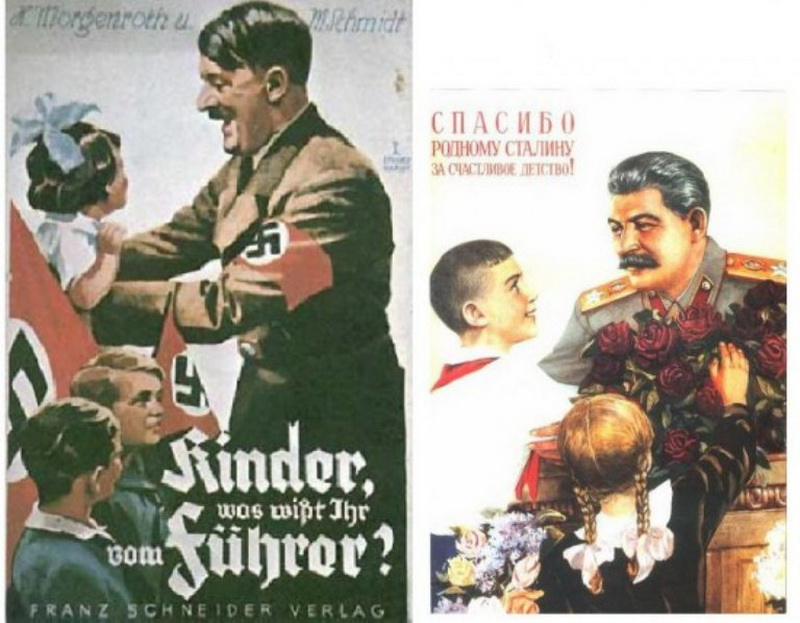 K. Morgenroth u. M. Schmidt
Kinder,
was wißt Ihr
vom Führer?
FRANZ SCHNEIDER VERLAG
СПАСИБО
РОДНОМУ СТАЛИНУ
ЗА СЧАСТЛИВОЕ ДЕТСТВО!